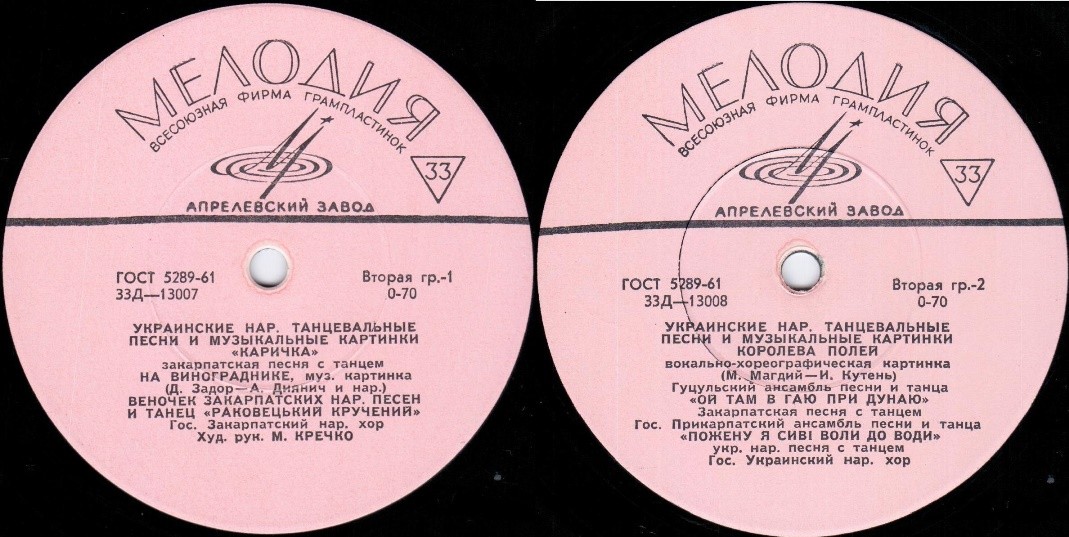 МЕЛОДИЯ
ВСЕСОЮЗНАЯ ФИРМА ГРАМПЛАСТИНОК
33
АПРЕЛЕВСКИЙ ЗАВОД
ГОСТ 5289-61 Вторая гр.-1
33Д—13007 0-70
УКРАИНСКИЕ НАР. ТАНЦЕВАЛЬНЫЕ
ПЕСНИ И МУЗЫКАЛЬНЫЕ КАРТИНКИ
«КАРИЧКА»
закарпатская песня с танцем
НА ВИНОГРАДНИКЕ, муз. картинка
(Д. Задор—А. Диянич и нар.)
ВЕНОЧЕК ЗАКАРПАТСКИХ НАР. ПЕСЕН
И ТАНЕЦ «РАКОВЕЦЬКИЙ КРУЧЕНИЙ»
Гос. Закарпатский нар. хор
Худ. рук. М. КРЕЧКО
МЕЛОДИЯ
ВСЕСОЮЗНАЯ ФИРМА ГРАМПЛАСТИНОК
33
АПРЕЛЕВСКИЙ ЗАВОД
ГОСТ 5289-61 Вторая гр.-2
33Д—13008 0-70
УКРАИНСКИЕ НАР. ТАНЦЕВАЛЬНЫЕ
ПЕСНИ И МУЗЫКАЛЬНЫЕ КАРТИНКИ
КОРОЛЕВА ПОЛЕЙ
вокально-хореографическая картинка
(М. Магдий—И. Кутень)
Гуцульский ансамбль песни и танца
«ОЙ ТАМ В ГАЮ ПРИ ДУНАЮ»
Закарпатская песня с танцем
Гос. Прикарпатский ансамбль песни и танца
«ПОЖЕНУ Я СИВІ ВОЛИ ДО ВОДИ»
укр. нар. песня с танцем
Гос. Украинский нар. хор